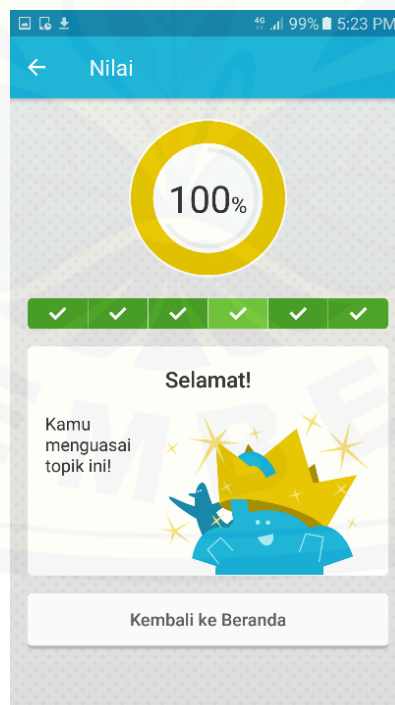 4G 99% 5:23 PM
Nilai
100%
Selamat!
Kamu
menguasai
topik ini!
Kembali ke Beranda